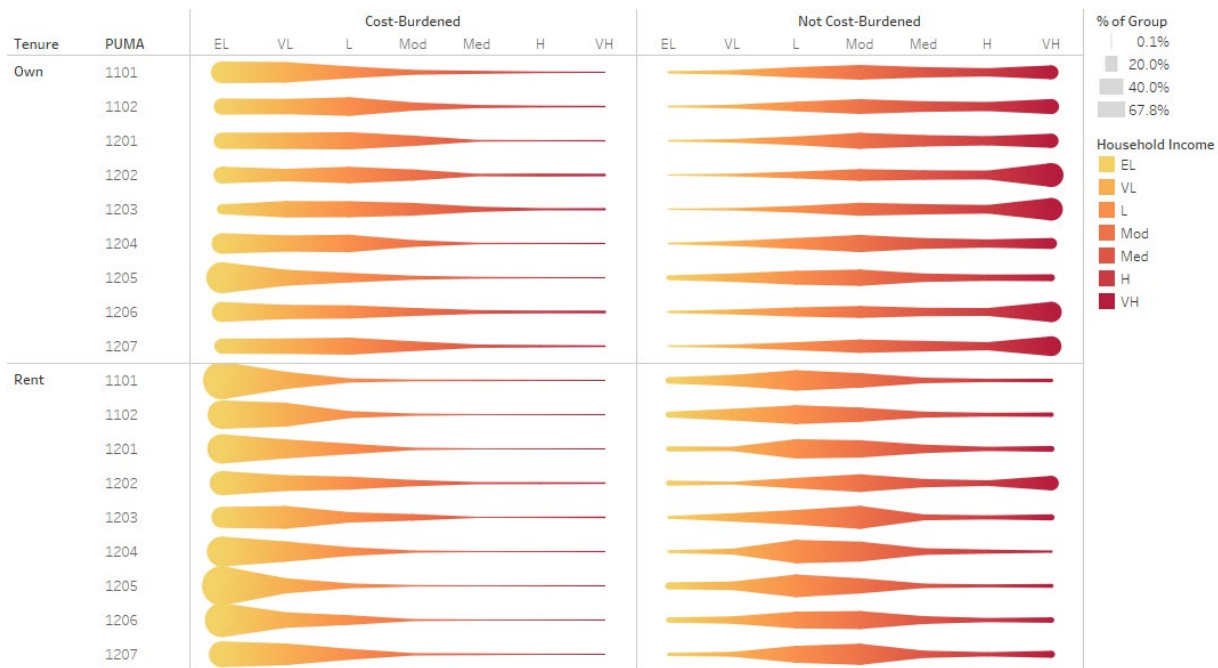 Cost-Burdened Not Cost-Burdened
Tenure PUMA EL VL L Mod Med H VH EL VL L Mod Med H VH
Own 1101
1102
1201
1202
1203
1204
1205
1206
1207
Rent 1101
1102
1201
1202
1203
1204
1205
1206
1207
% of Group
0.1%
20.0%
40.0%
67.8%
Household Income
EL
VL
L
Mod
Med
H
VH